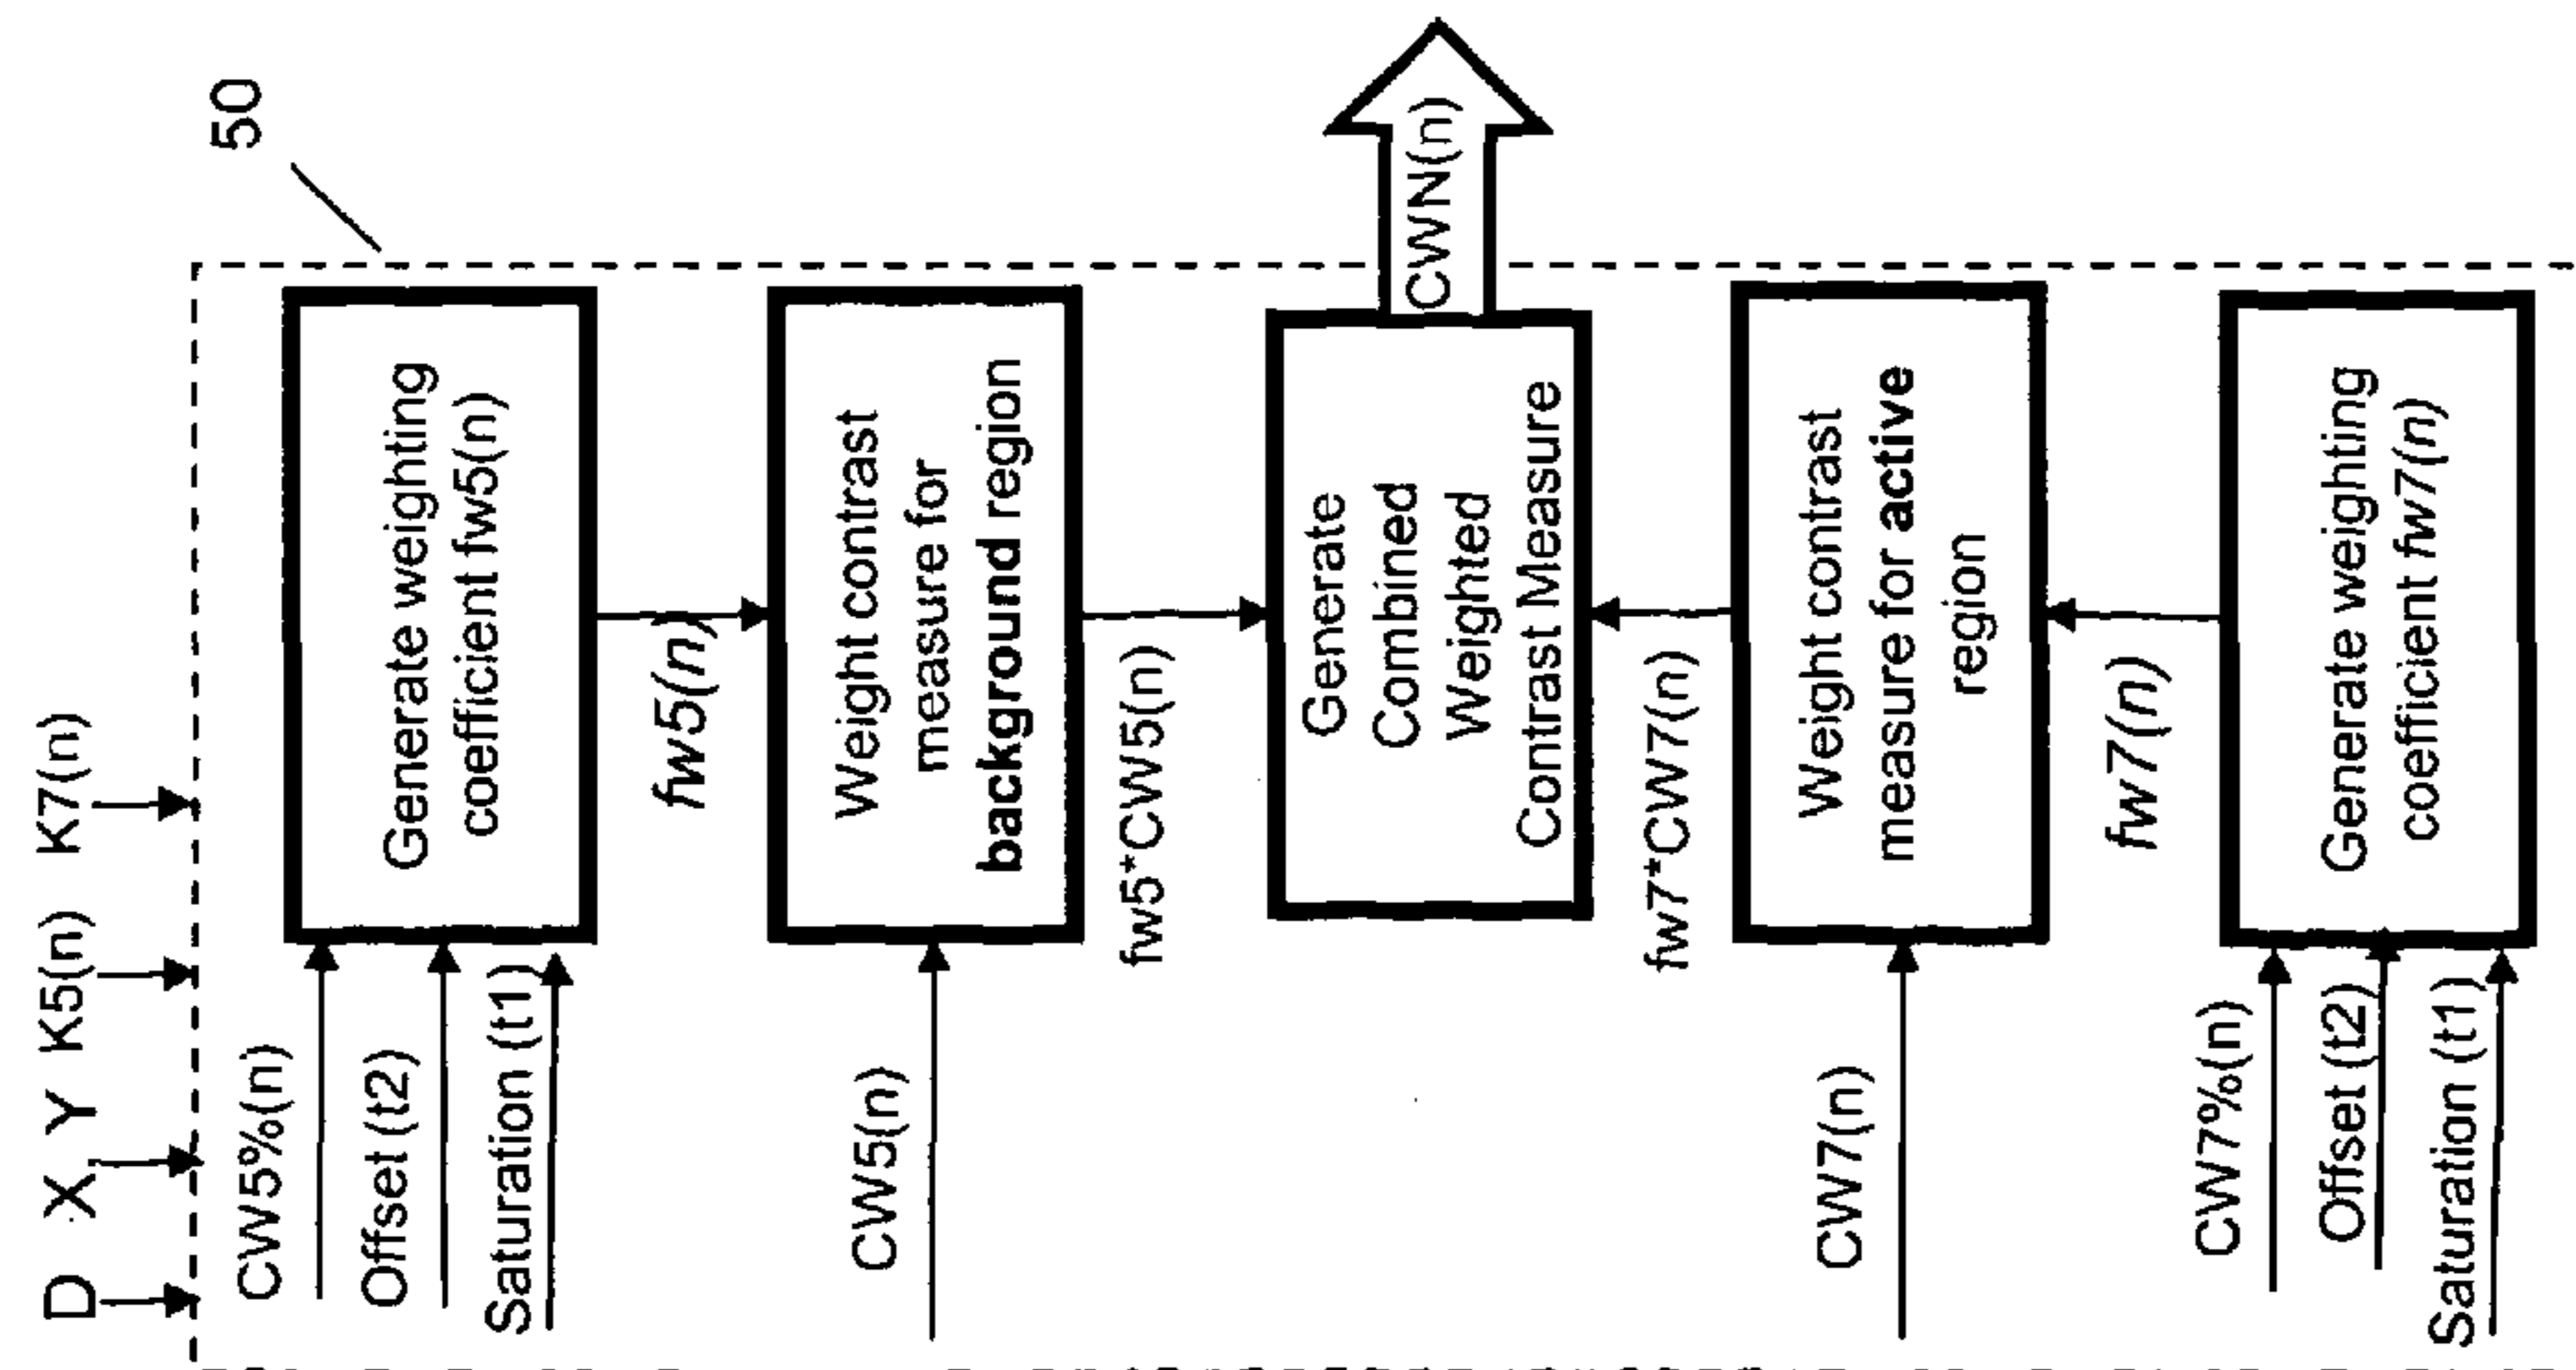 50
D X Y K5(n) K7(n)
CW5%(n)
Offset (t2)
Saturation (t1)
Generate weighting
coefficient fw5(n)
fw5(n)
CW5(n)
Weight contrast
measure for
background region
fw5*CW5(n)
Generate
Combined
Weighted
Contrast Measure
CWN(n)
fw7*CW7(n)
CW7(n)
Weight contrast
measure for active
region
fw7(n)
CW7%(n)
Offset (t2)
Saturation (t1)
Generate weighting
coefficient fw7(n)